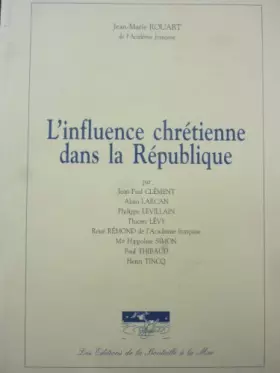 Jean-Marie ROUART
de l'Académie française
L'influence chrétienne
dans la République
par
Jean-Paul CLÉMENT
Alain LARCAN
Philippe LEVILLAIN
Thierry LÉVY
René RÉMOND de l'Académie française
Mgr Hippolyte SIMON
Paul THIBAUD
Henri TINCQ
Les Editions de la Bouteille à la Mer